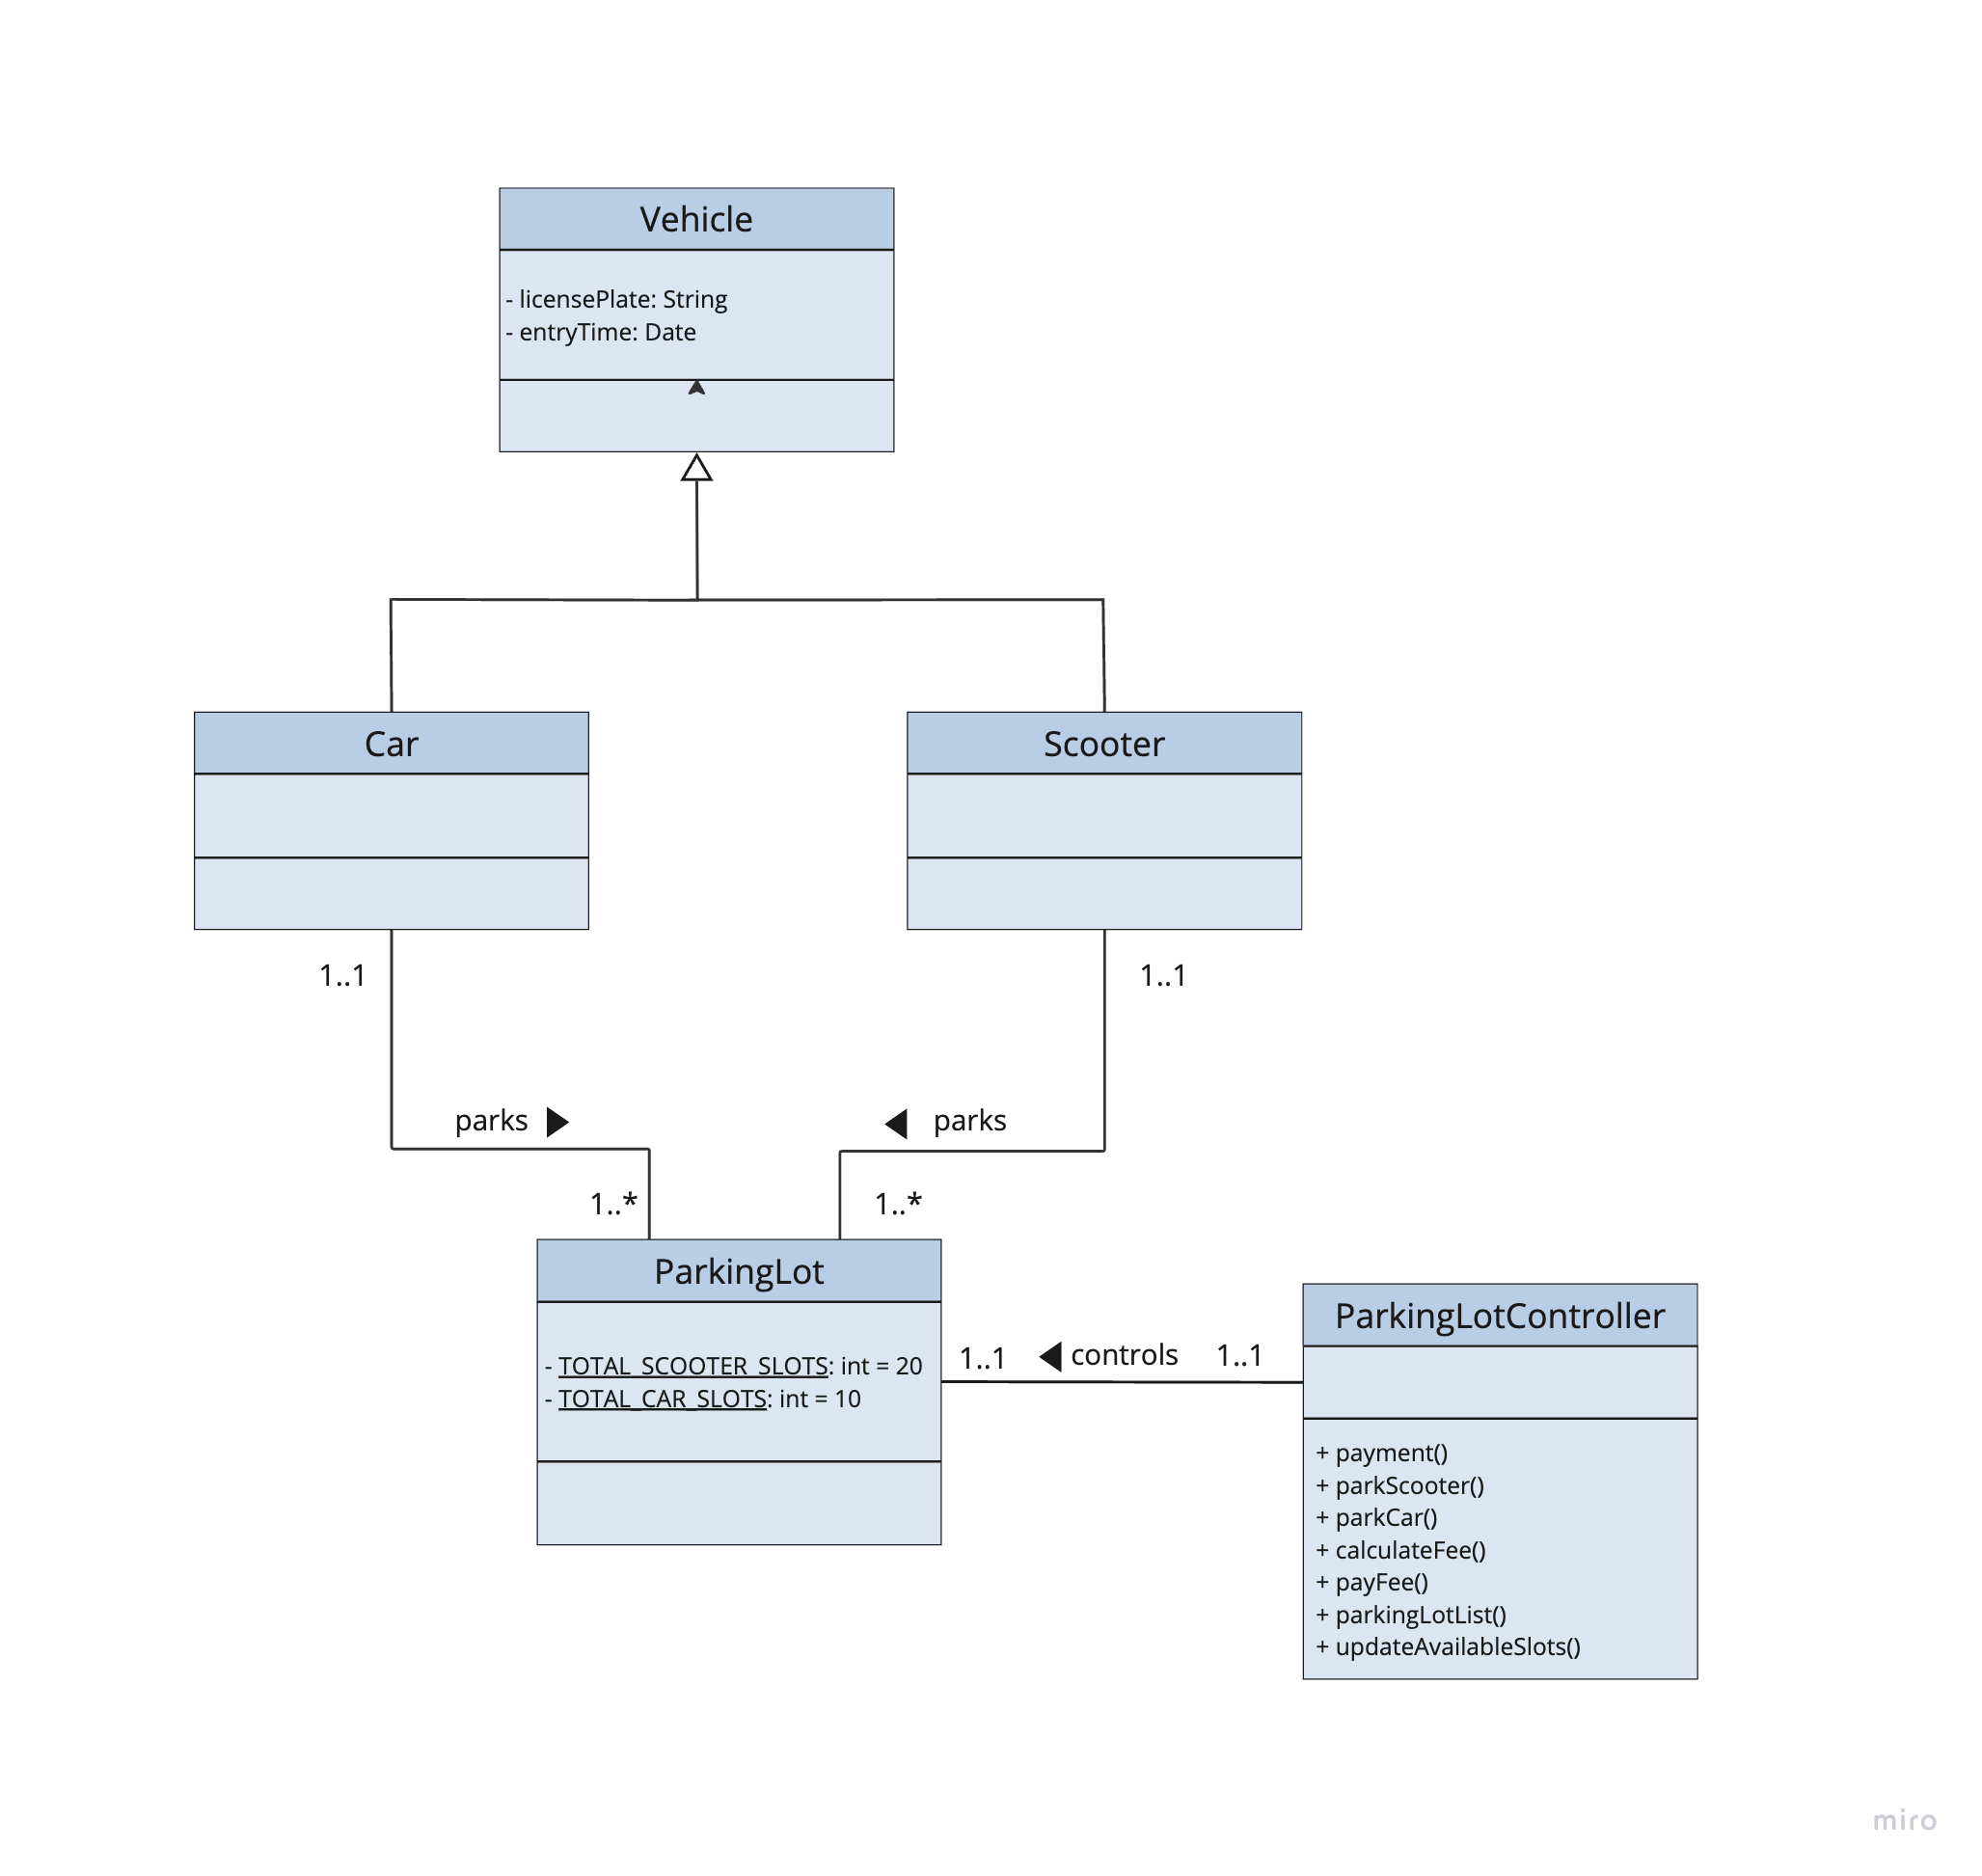 Vehicle
- licensePlate: String
- entryTime: Date
Car
Scooter
1..1
1..1
parks
parks
1..*
1..*
ParkingLot
- TOTAL_SCOOTER_SLOTS: int = 20
- TOTAL_CAR_SLOTS: int = 10
1..1
controls
1..1
ParkingLotController
+ payment()
+ parkScooter()
+ parkCar()
+ calculateFee()
+ payFee()
+ parkingLotList()
+ updateAvailableSlots()
miro